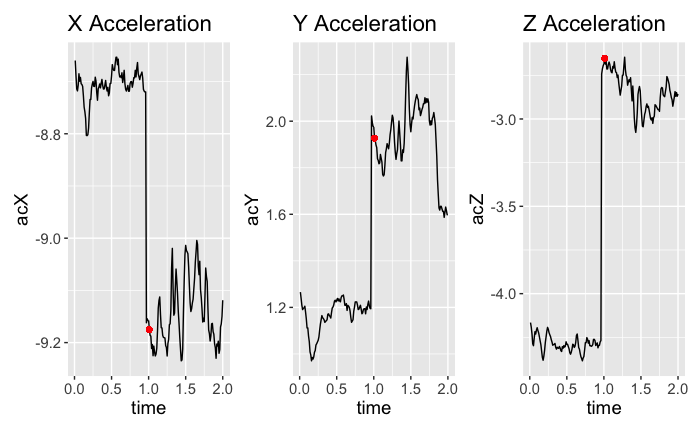 X Acceleration
acX
-8.8
-9.0
-9.2
0.0 0.5 1.0 1.5 2.0
time
Y Acceleration
acY
2.0
1.6
1.2
0.0 0.5 1.0 1.5 2.0
time
Z Acceleration
acZ
-3.0
-3.5
-4.0
0.0 0.5 1.0 1.5 2.0
time